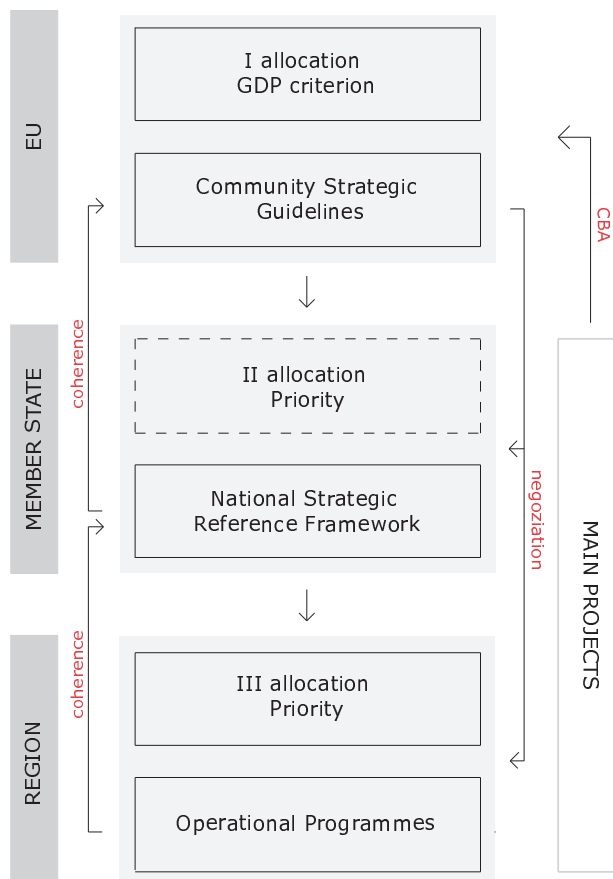 EU
I allocation
GDP criterion
Community Strategic
Guidelines
CBA
coherence
MEMBER STATE
II allocation
Priority
National Strategic
Reference Framework
negoziation
MAIN PROJECTS
coherence
REGION
III allocation
Priority
Operational Programmes